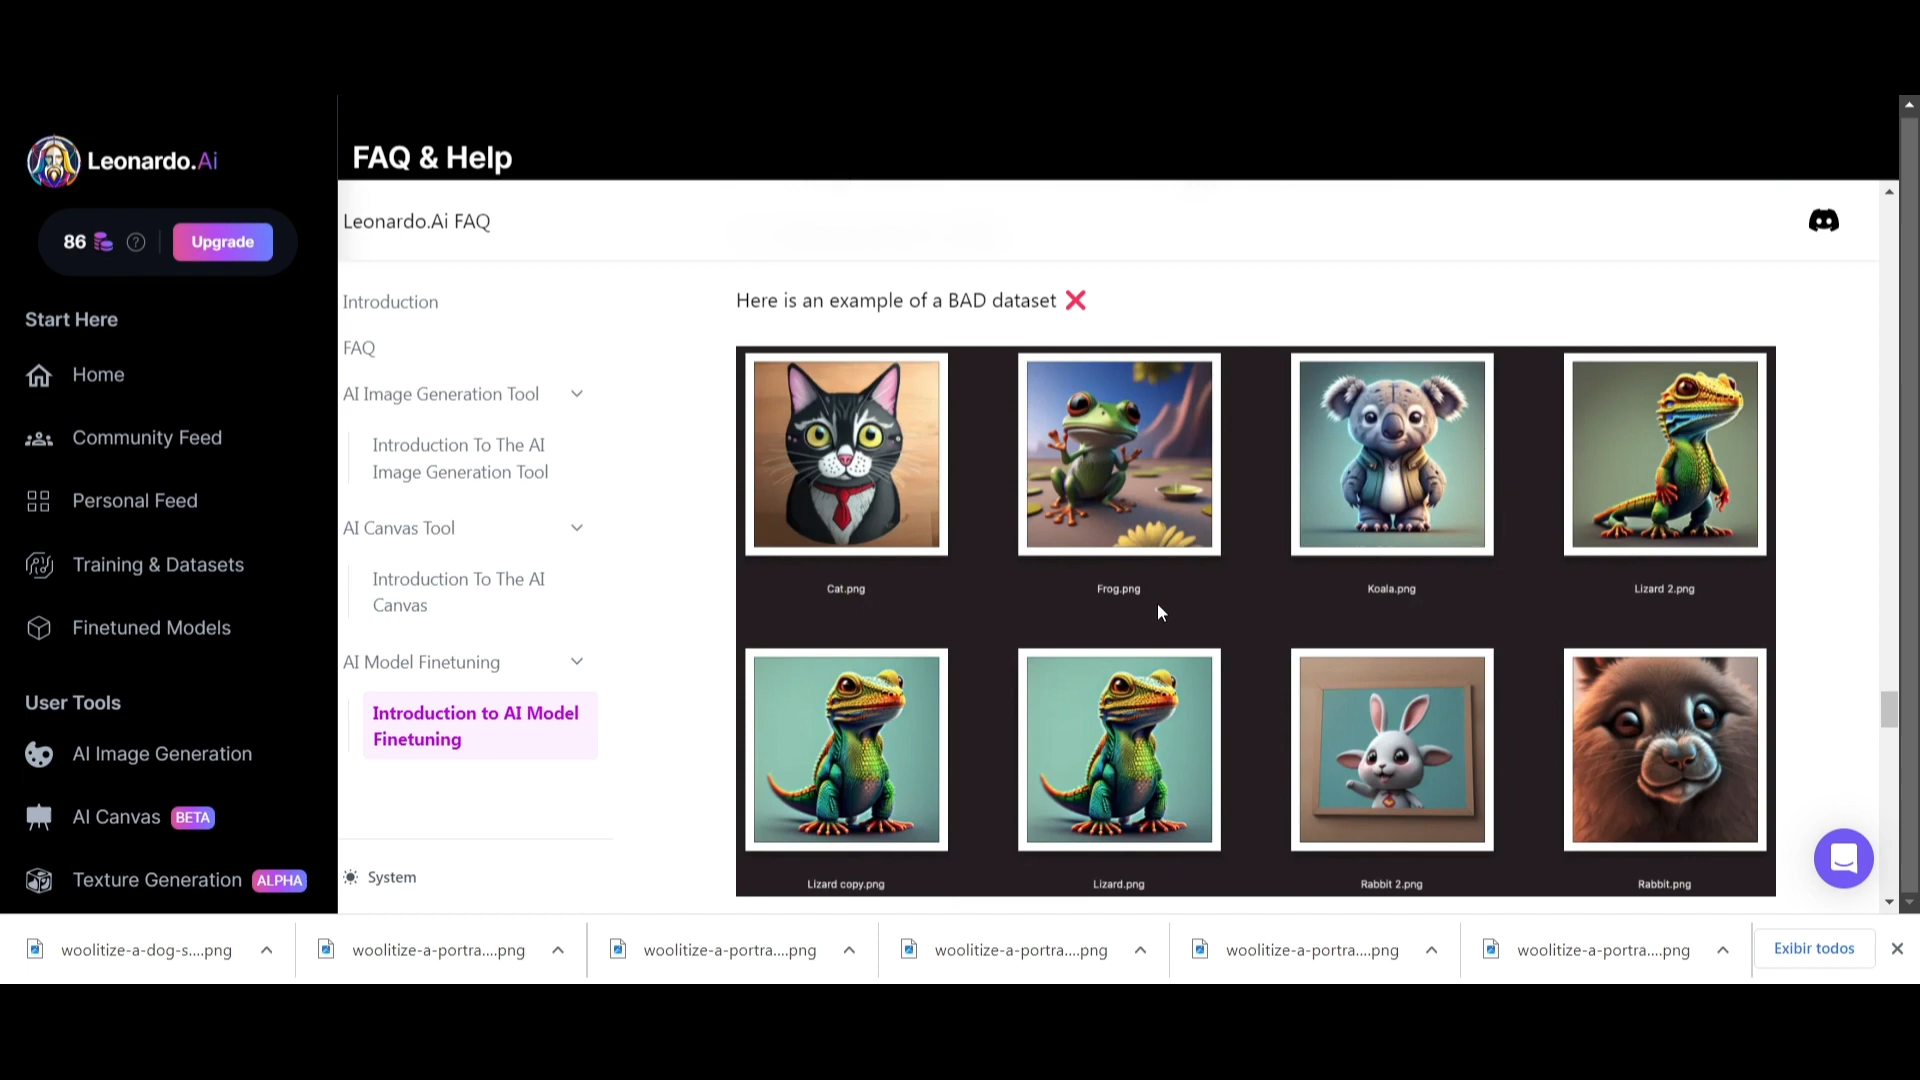 Leonardo.Ai
86
Upgrade
Start Here
Home
Community Feed
Personal Feed
Training & Datasets
Finetuned Models
User Tools
AI Image Generation
AI Canvas BETA
Texture Generation ALPHA
FAQ & Help
Leonardo.Ai FAQ
Introduction
FAQ
AI Image Generation Tool
Introduction To The AI
Image Generation Tool
AI Canvas Tool
Introduction To The AI
Canvas
AI Model Finetuning
Introduction to AI Model
Finetuning
System
Here is an example of a BAD dataset ❌
Cat.png
Frog.png
Koala.png
Lizard 2.png
Lizard copy.png
Lizard.png
Rabbit 2.png
Rabbit.png
woolitize-a-dog-s....png
woolitize-a-portra....png
woolitize-a-portra....png
woolitize-a-portra....png
woolitize-a-portra....png
woolitize-a-portra....png
Exibir todos